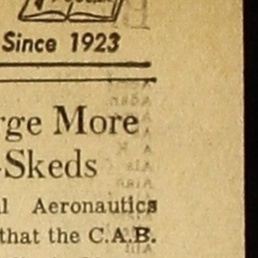 Since 1923
rge More
-Skeds
l Aeronautics
that the C.A.B.